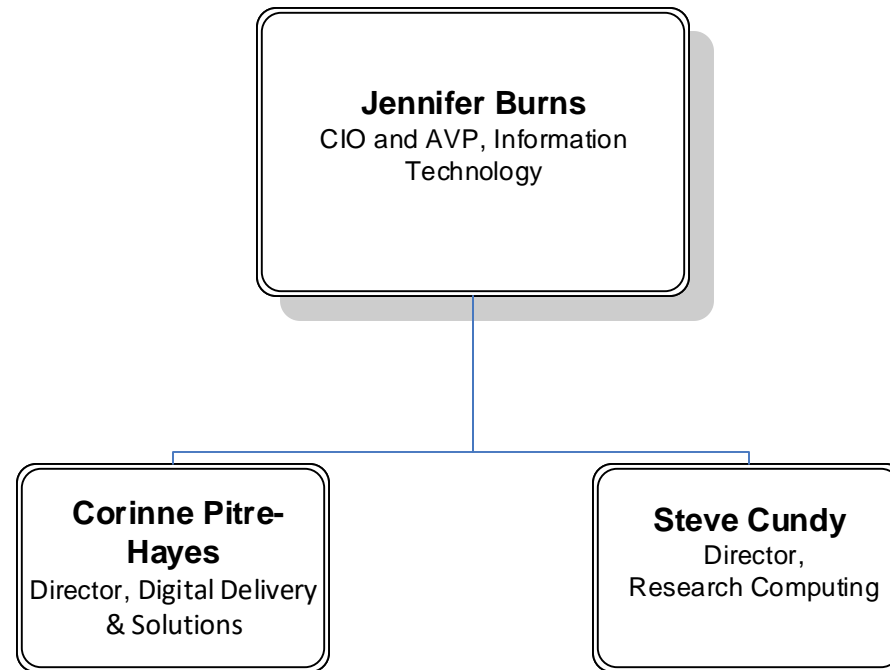 Jennifer Burns
CIO and AVP, Information
Technology
Corinne Pitre-
Hayes
Director, Digital Delivery
& Solutions
Steve Cundy
Director,
Research Computing